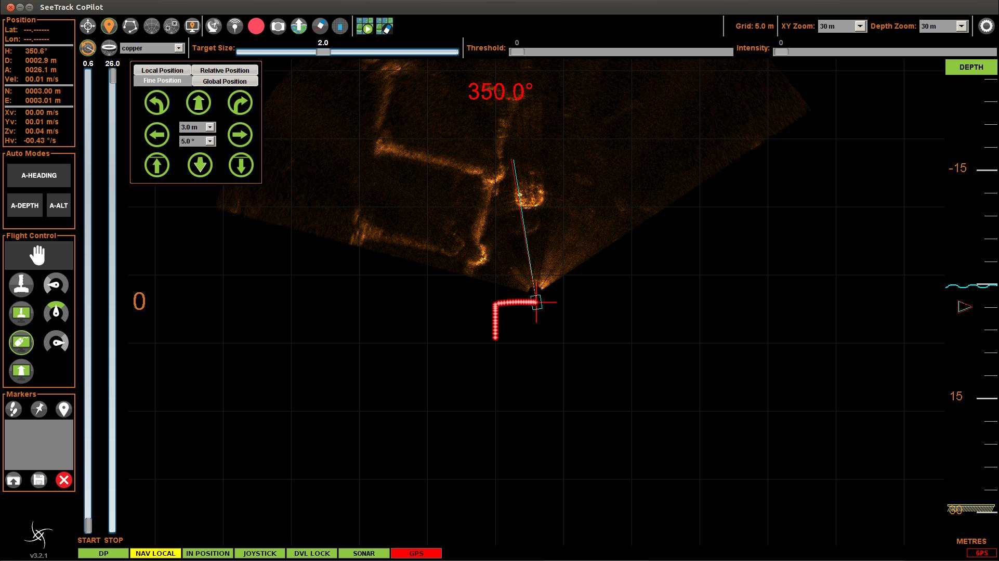 SeeTrack CoPilot
Position
Lat: ---.------
Lon: ---.------
H: 350.6°
D: 0002.9 m
A: 0026.1 m
Vel: 00.01 m/s
N: 0003.00 m
E: 0003.01 m
Xv: 00.00 m/s
Yv: 00.01 m/s
Zv: 00.04 m/s
Hv: -00.43 °/s
Auto Modes
A-HEADING
A-DEPTH A-ALT
Flight Control
Markers
v3.2.1
Grid: 5.0 m XY Zoom: 30 m Depth Zoom: 30 m
copper Target Size: 2.0 Threshold: 0 Intensity: 0
0.6 26.0
Local Position Relative Position
Fine Position Global Position
3.0 m
5.0 °
350.0°
0
DEPTH
-15
15
30
METRES
GPS
START STOP
DP NAV LOCAL IN POSITION JOYSTICK DVL LOCK SONAR GPS